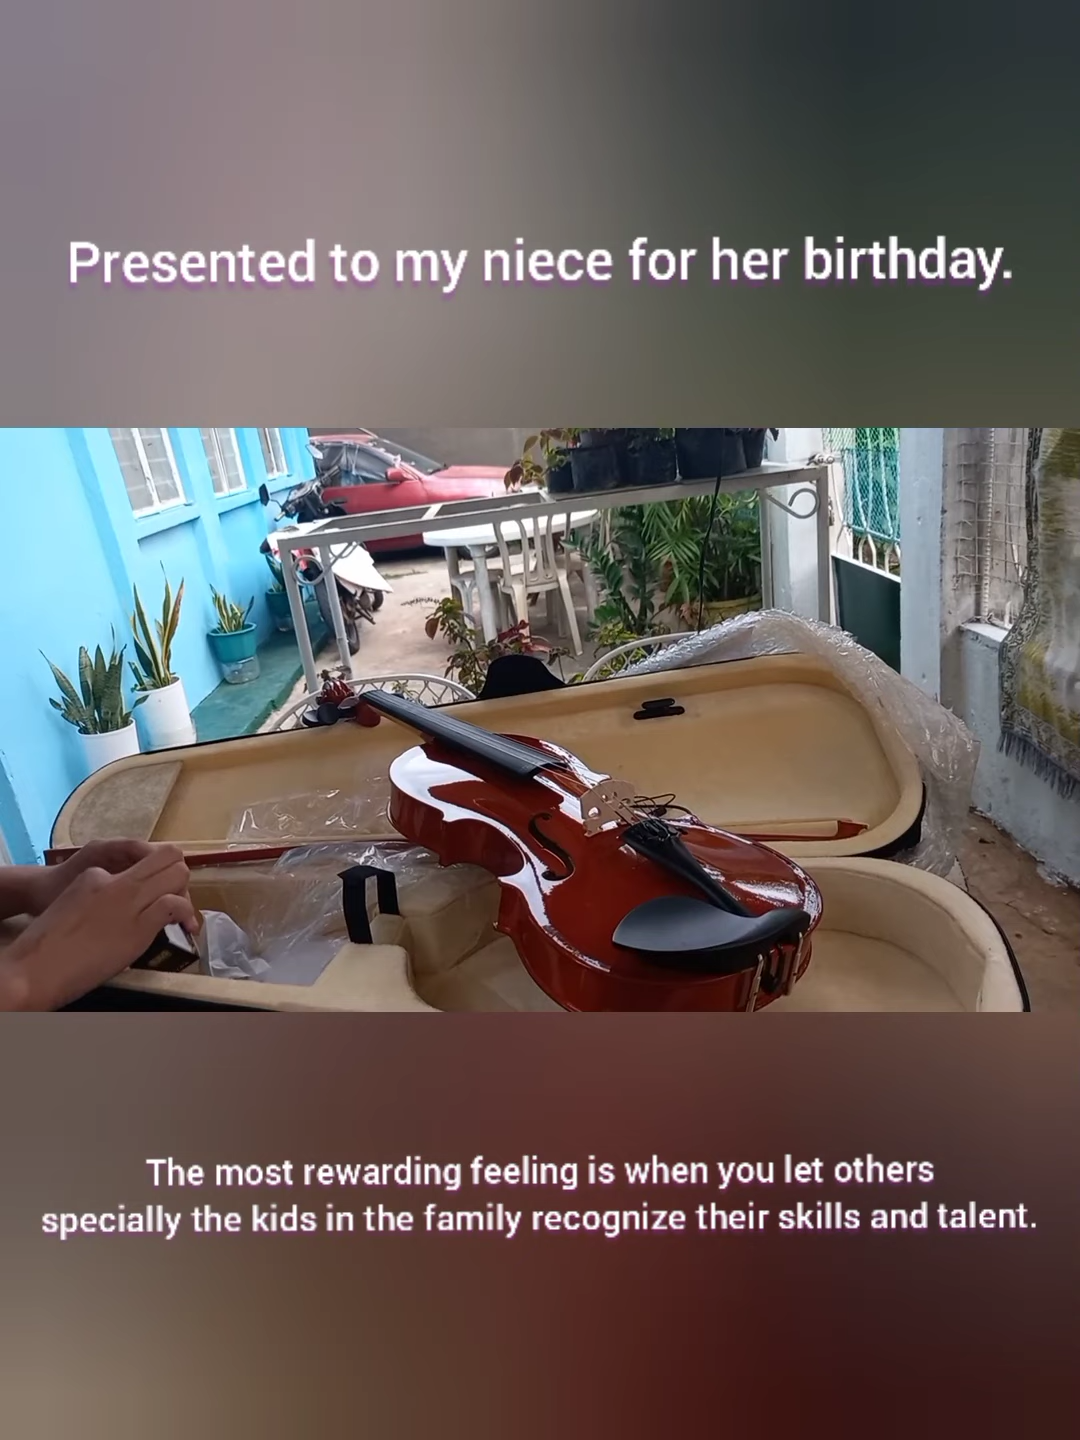 Presented to my niece for her birthday.
The most rewarding feeling is when you let others
specially the kids in the family recognize their skills and talent.